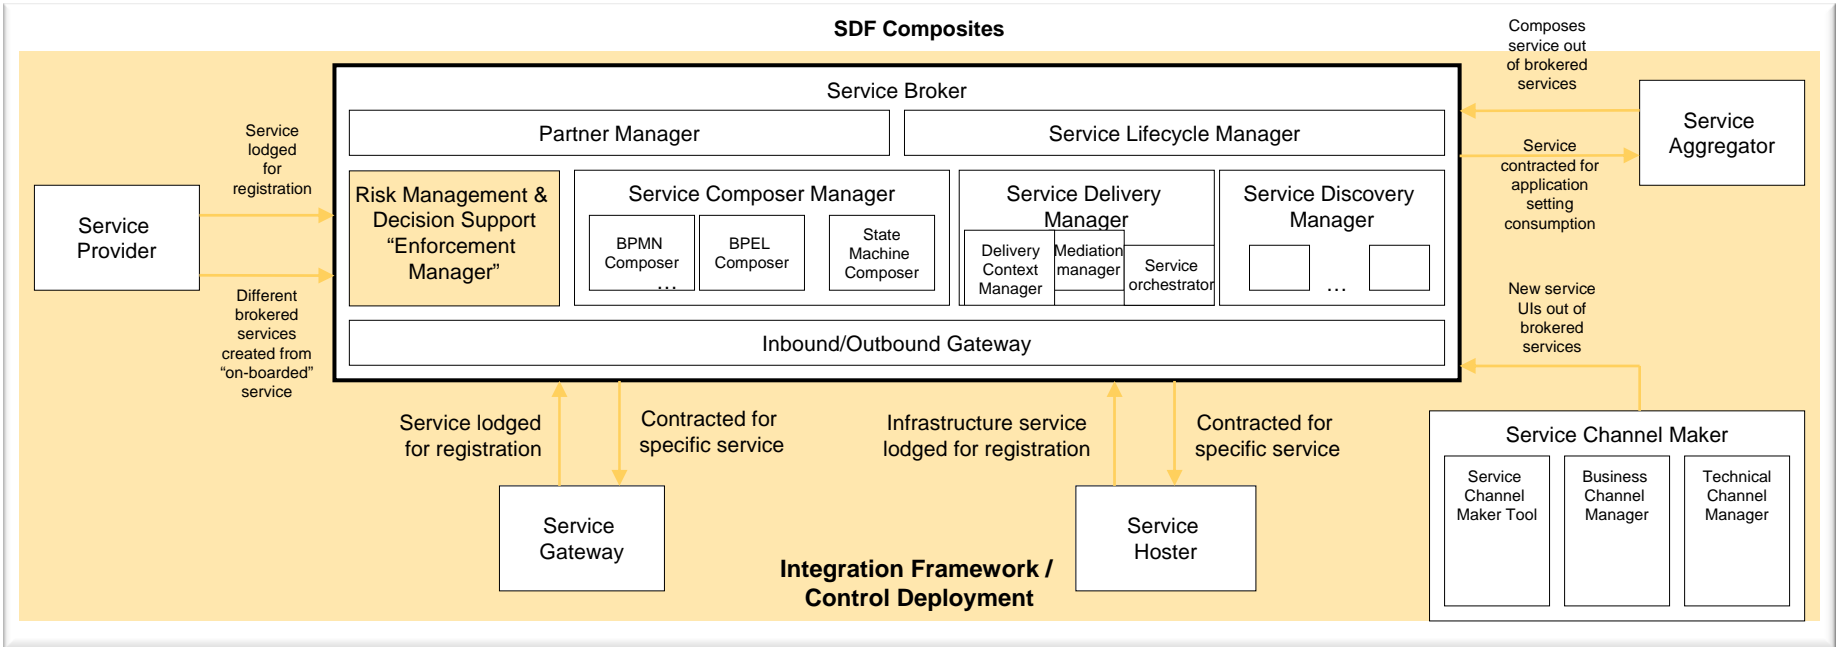 SDF Composites
Composes
service out
of brokered
services
Service Broker
Partner Manager
Service Lifecycle Manager
Service
Aggregator
Service
lodged
for
registration
Service
contracted for
application
setting
consumption
Service
Provider
Risk Management &
Decision Support
“Enforcement
Manager”
Service Composer Manager
BPMN
Composer
...
BPEL
Composer
State
Machine
Composer
Service Delivery
Manager
Delivery
Context
Manager
Mediation
manager
Service
orchestrator
Service Discovery
Manager
...
Different
brokered
services
created from
“on-boarded”
service
New service
UIs out of
brokered
services
Inbound/Outbound Gateway
Service lodged
for registration
Contracted for
specific service
Infrastructure service
lodged for registration
Contracted for
specific service
Service
Gateway
Service
Hoster
Service Channel Maker
Service
Channel
Maker Tool
Business
Channel
Manager
Technical
Channel
Manager
Integration Framework /
Control Deployment